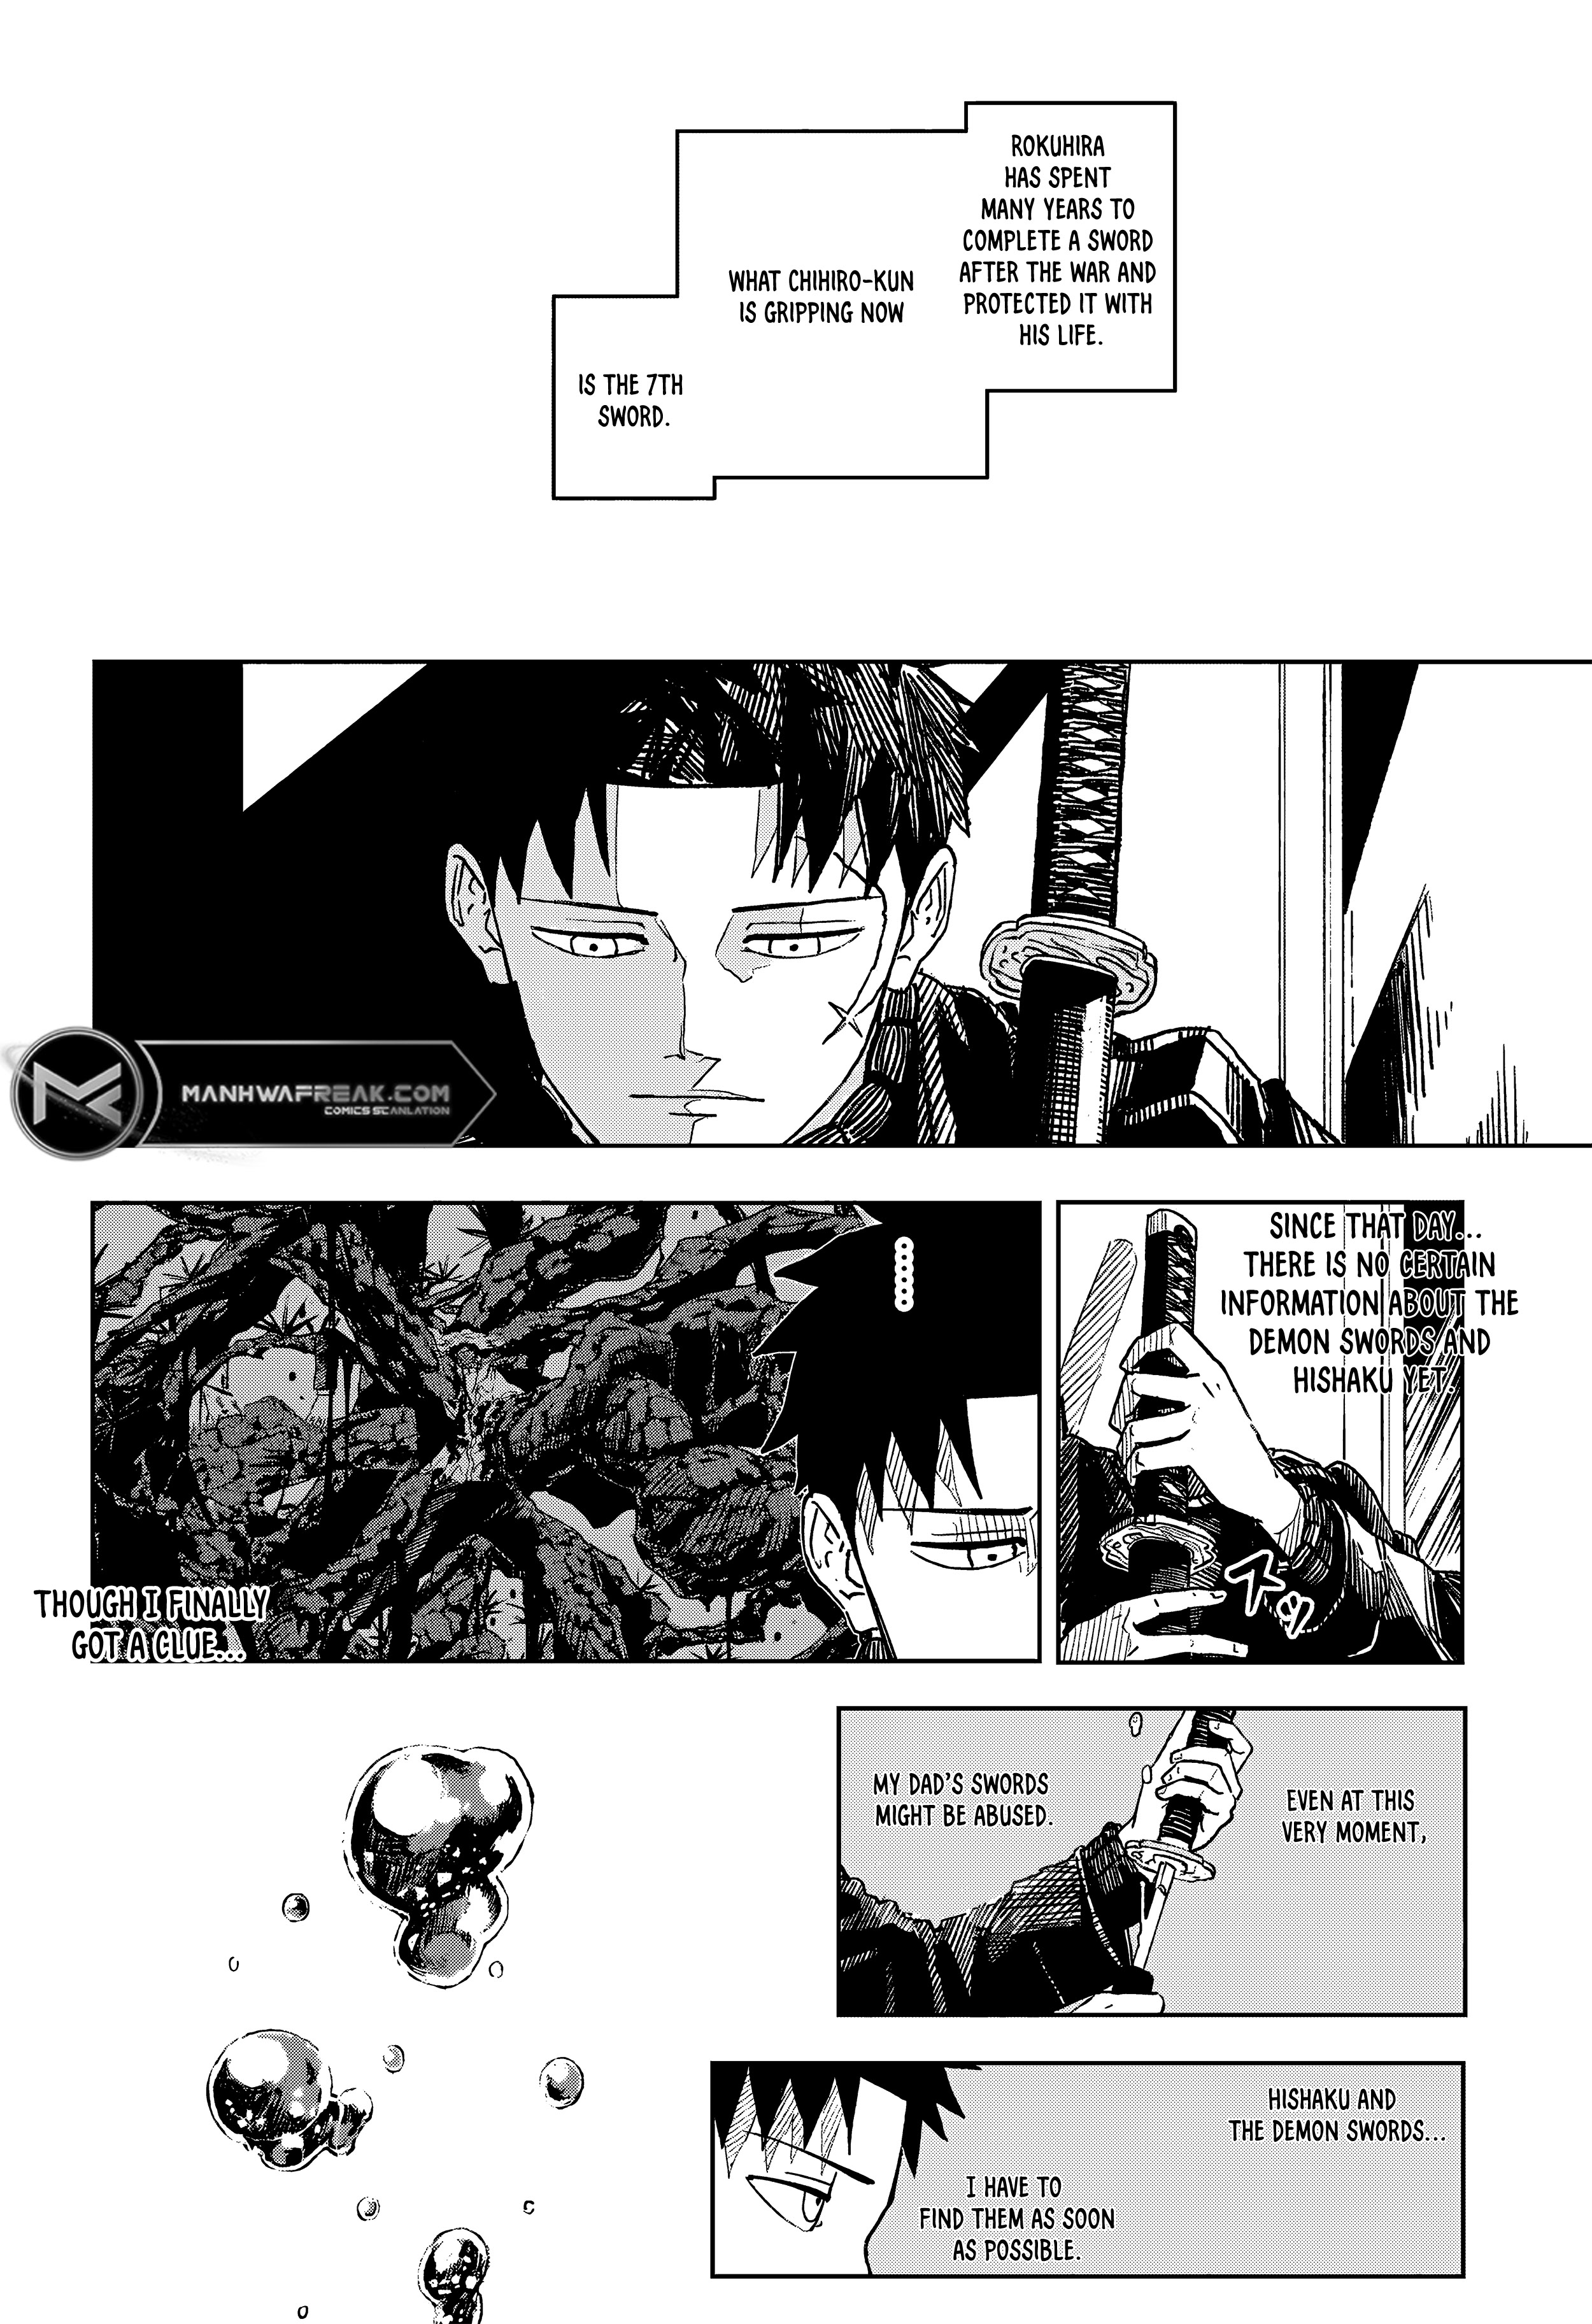 ROKUHIRA
HAS SPENT
MANY YEARS TO
COMPLETE A SWORD
AFTER THE WAR AND
PROTECTED IT WITH
HIS LIFE.
WHAT CHIHIRO-KUN
IS GRIPPING NOW
IS THE 7TH
SWORD.
MANHWAFREAK.COM
COMICS SCANLATION
SINCE THAT DAY...
THERE IS NO CERTAIN
INFORMATION ABOUT THE
DEMON SWORDS AND
HISHAKU YET.
スッ
THOUGH I FINALLY
GOT A CLUE...
EVEN AT THIS
VERY MOMENT,
MY DAD'S SWORDS
MIGHT BE ABUSED.
HISHAKU AND
THE DEMON SWORDS...
I HAVE TO
FIND THEM AS SOON
AS POSSIBLE.